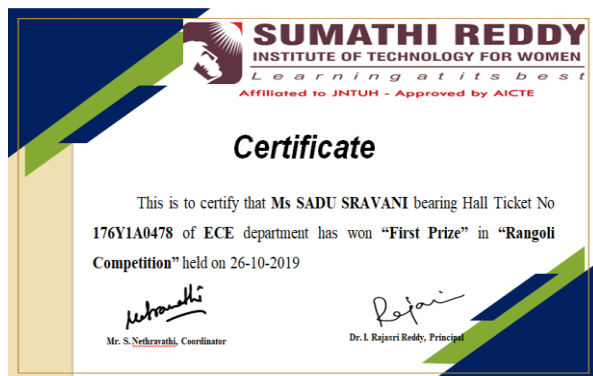 SUMATHI REDDY
INSTITUTE OF TECHNOLOGY FOR WOMEN
Learning at its best
Affiliated to JNTUH - Approved by AICTE
Certificate
This is to certify that Ms SADU SRAVANI bearing Hall Ticket No
176Y1A0478 of ECE department has won “First Prize” in “Rangoli
Competition” held on 26-10-2019
Nethravathi
Rajasri
Mr. S. Nethravathi, Coordinator
Dr. I. Rajasri Reddy, Principal